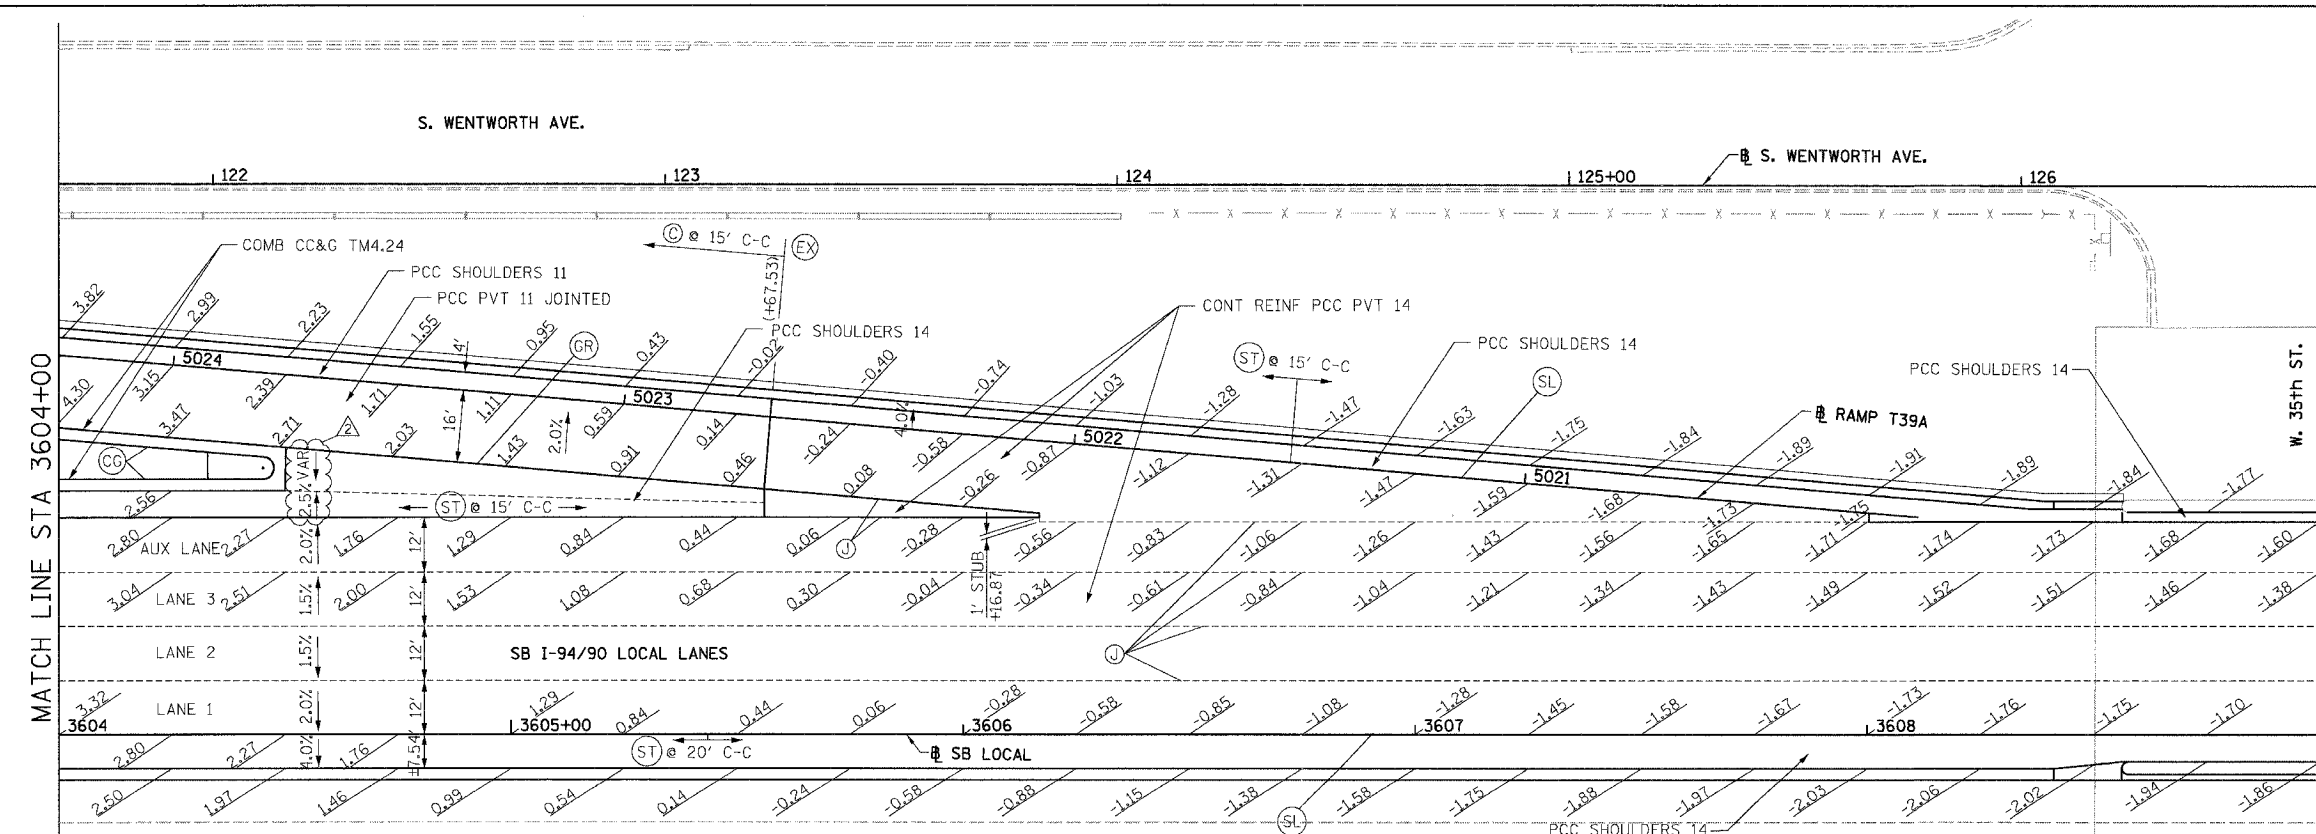 S. WENTWORTH AVE.
122
123
124
125+00
126
℄ S. WENTWORTH AVE.
COMB CC&G TM4.24
PCC SHOULDERS 11
PCC PVT 11 JOINTED
C @ 15' C-C
EX
(+67.53)
PCC SHOULDERS 14
CONT REINF PCC PVT 14
ST @ 15' C-C
PCC SHOULDERS 14
SL
PCC SHOULDERS 14
℄ RAMP T39A
W. 35th ST.
3.82 2.99 2.23 1.55 0.95 0.43 -0.02 -0.40 -0.74 -1.03 -1.28 -1.47 -1.63 -1.75 -1.84 -1.89 -1.91 -1.89 -1.84 -1.77
4' GR
5024 5023 5022 5021
4.30 3.15 2.39 1.71 1.11 0.59 0.14 -0.24 -0.58 -0.87 -1.12 -1.31 -1.47 -1.59 -1.68 -1.73 -1.75
16' 2.0% 4.0%
3.47 2.71 2.03 1.43 0.91 0.46 0.08 -0.26
2
CG
VAR
2.5%
ST @ 15' C-C
J
1' STUB
+16.87
MATCH LINE STA 3604+00
2.56
2.80 2.27 1.76 1.29 0.84 0.44 0.06 -0.28 -0.56 -0.83 -1.06 -1.26 -1.43 -1.56 -1.65 -1.71 -1.74 -1.73 -1.68 -1.60
AUX LANE 2.0% 12'
3.04 2.51 2.00 1.53 1.08 0.68 0.30 -0.04 -0.34 -0.61 -0.84 -1.04 -1.21 -1.34 -1.43 -1.49 -1.52 -1.51 -1.46 -1.38
LANE 3 1.5% 12'
LANE 2 1.5% 12'
SB I-94/90 LOCAL LANES
J
LANE 1 2.0% 12'
3.32 1.29 0.84 0.44 0.06 -0.28 -0.58 -0.85 -1.08 -1.28 -1.45 -1.58 -1.67 -1.73 -1.76 -1.75 -1.70
3604 3605+00 3606 3607 3608
2.80 2.27 1.76
4.0% ±7.54'
ST @ 20' C-C
℄ SB LOCAL
2.50 1.97 1.46 0.99 0.54 0.14 -0.24 -0.58 -0.88 -1.15 -1.38 -1.58 -1.75 -1.88 -1.97 -2.03 -2.06 -2.02 -1.94 -1.86
SL
PCC SHOULDERS 14